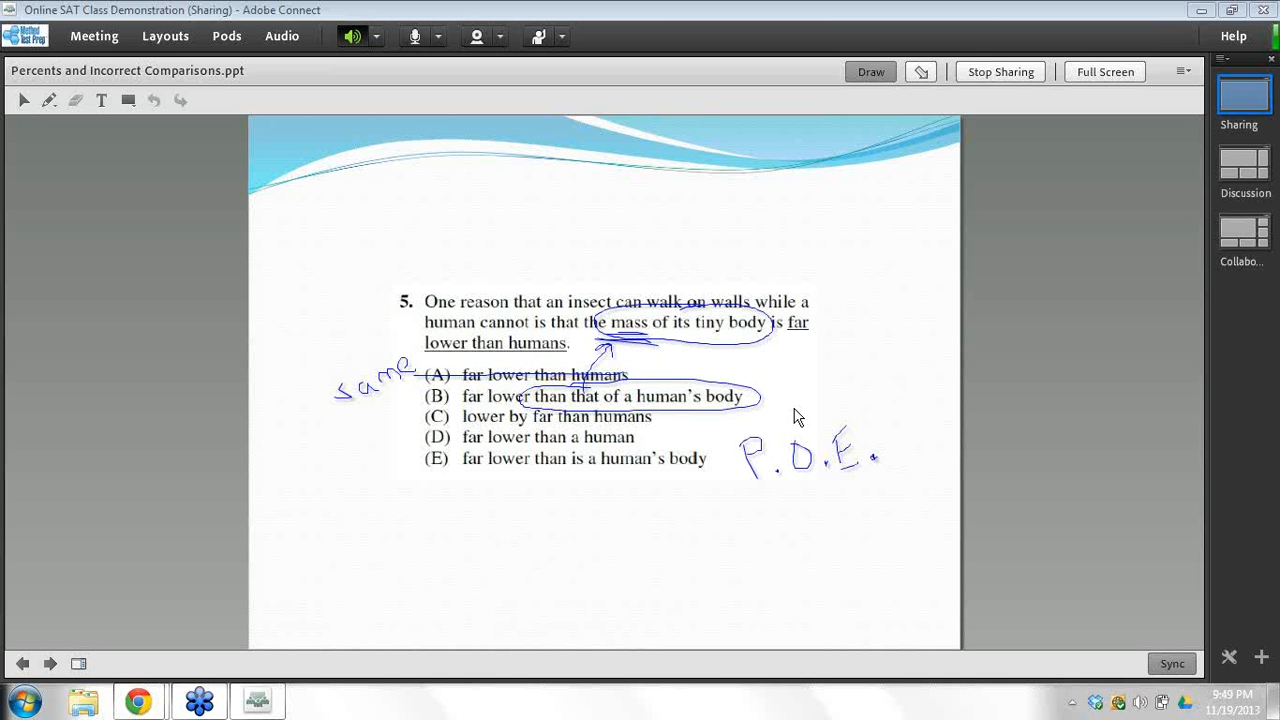 Online SAT Class Demonstration (Sharing) - Adobe Connect
Method Test Prep
Meeting Layouts Pods Audio Help
Percents and Incorrect Comparisons.ppt
Draw Stop Sharing Full Screen
T
Sharing
Discussion
Collabo...
5. One reason that an insect can walk on walls while a
human cannot is that the mass of its tiny body is far
lower than humans.
same
(A) far lower than humans
(B) far lower than that of a human's body
(C) lower by far than humans
(D) far lower than a human
(E) far lower than is a human's body
P.O.E.
Sync
9:49 PM
11/19/2013